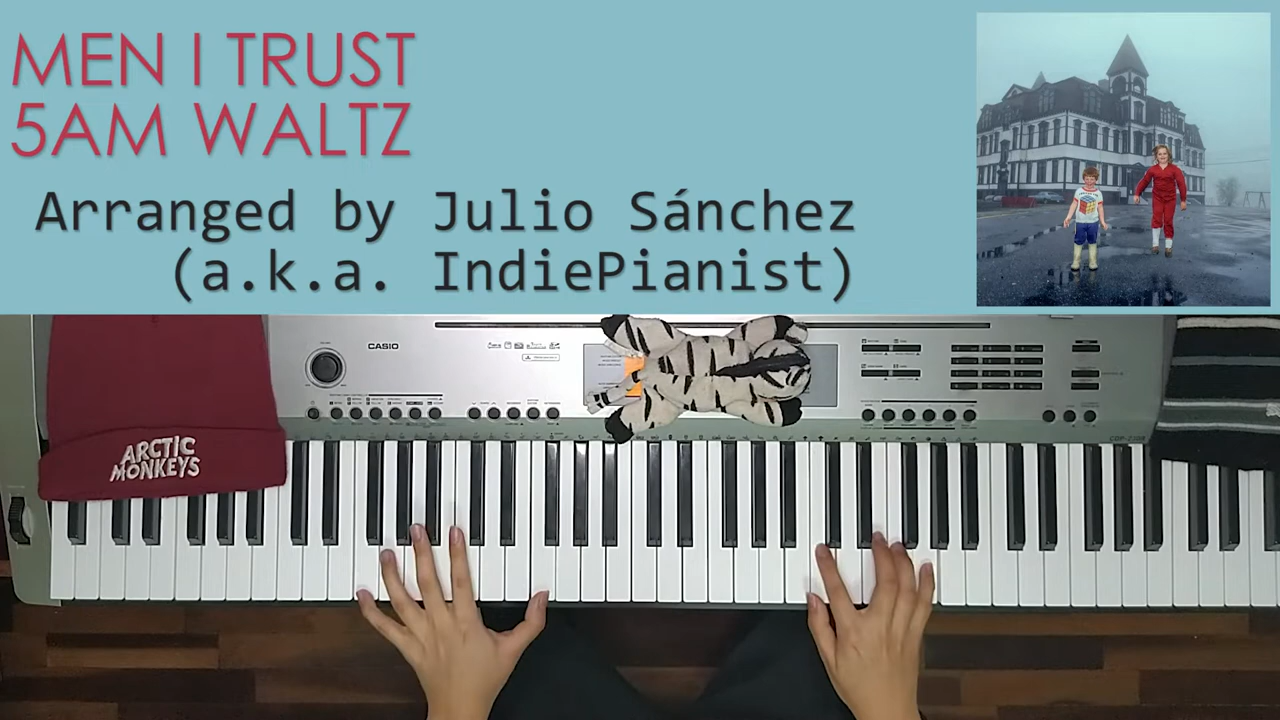 MEN I TRUST
5AM WALTZ
Arranged by Julio Sánchez
(a.k.a. IndiePianist)
CASIO
ARCTIC
MONKEYS